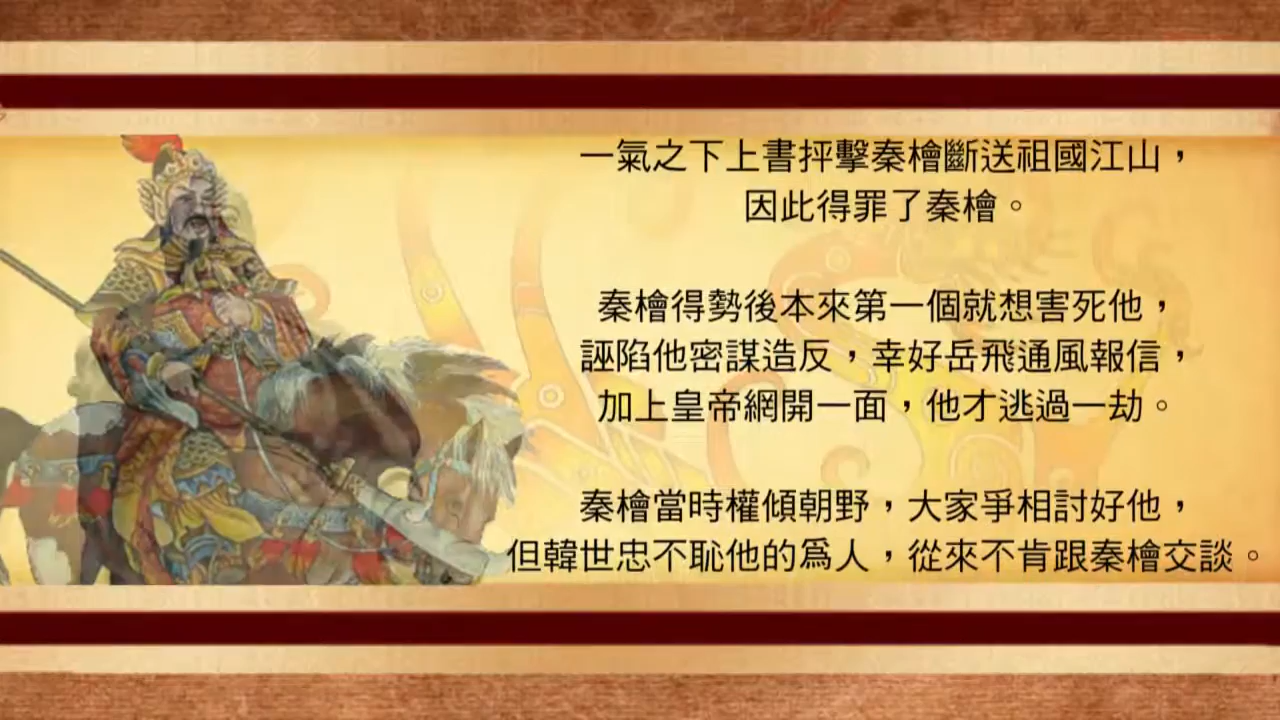 一氣之下上書抨擊秦檜斷送祖國江山，
因此得罪了秦檜。
秦檜得勢後本來第一個就想害死他，
誣陷他密謀造反，幸好岳飛通風報信，
加上皇帝網開一面，他才逃過一劫。
秦檜當時權傾朝野，大家爭相討好他，
但韓世忠不恥他的爲人，從來不肯跟秦檜交談。